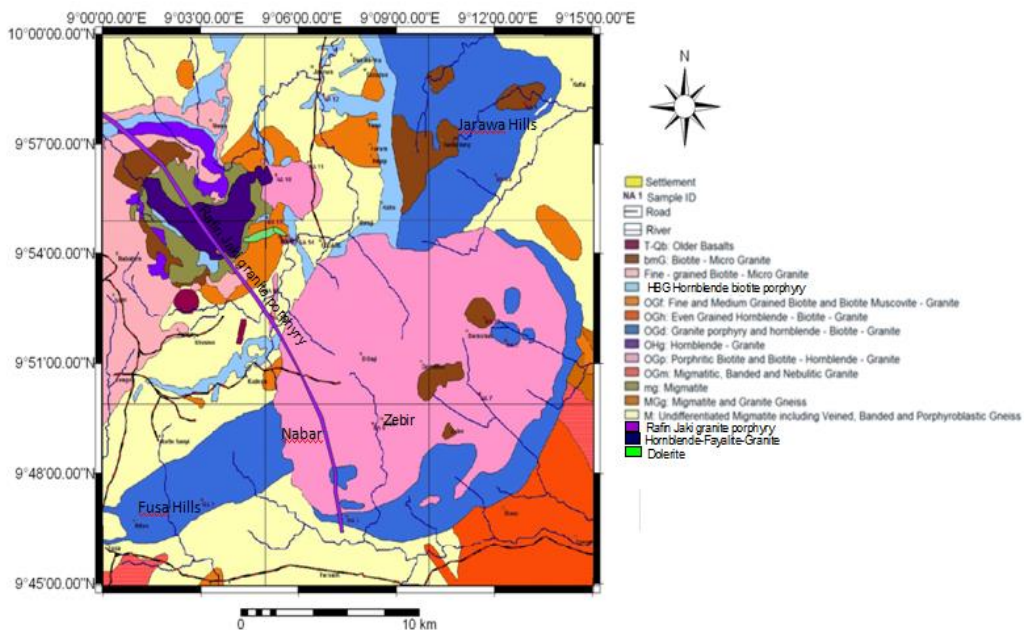 9°00'00.00"E 9°03'00.00"E 9°06'00.00"E 9°09'00.00"E 9°12'00.00"E 9°15'00.00"E
10°00'00.00"N
9°57'00.00"N
9°54'00.00"N
9°51'00.00"N
9°48'00.00"N
9°45'00.00"N
Jarawa Hills
Rafin Jaki granite porphyry
Zebir
Nabar
Fusa Hills
0 10 km
N
Settlement
NA 1 Sample ID
Road
River
T-Qb: Older Basalts
bmG: Biotite - Micro Granite
Fine - grained Biotite - Micro Granite
HBG Hornblende biotite porphyry
OGf: Fine and Medium Grained Biotite and Biotite Muscovite - Granite
OGh: Even Grained Hornblende - Biotite - Granite
OGd: Granite porphyry and hornblende - Biotite - Granite
OHg: Hornblende - Granite
OGp: Porphritic Biotite and Biotite - Hornblende - Granite
OGm: Migmatitic, Banded and Nebulitic Granite
mg: Migmatite
MGg: Migmatite and Granite Gneiss
M: Undifferentiated Migmatite including Veined, Banded and Porphyroblastic Gneiss
Rafin Jaki granite porphyry
Hornblende-Fayalite-Granite
Dolerite